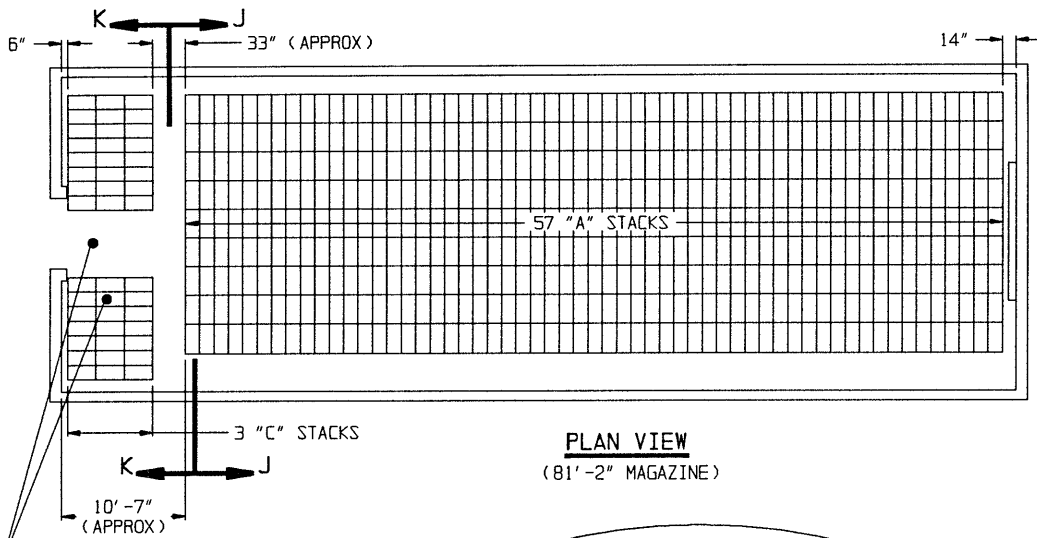 K J
6" 33" (APPROX) 14"
57 "A" STACKS
3 "C" STACKS
K J
PLAN VIEW
(81'-2" MAGAZINE)
10'-7"
(APPROX)